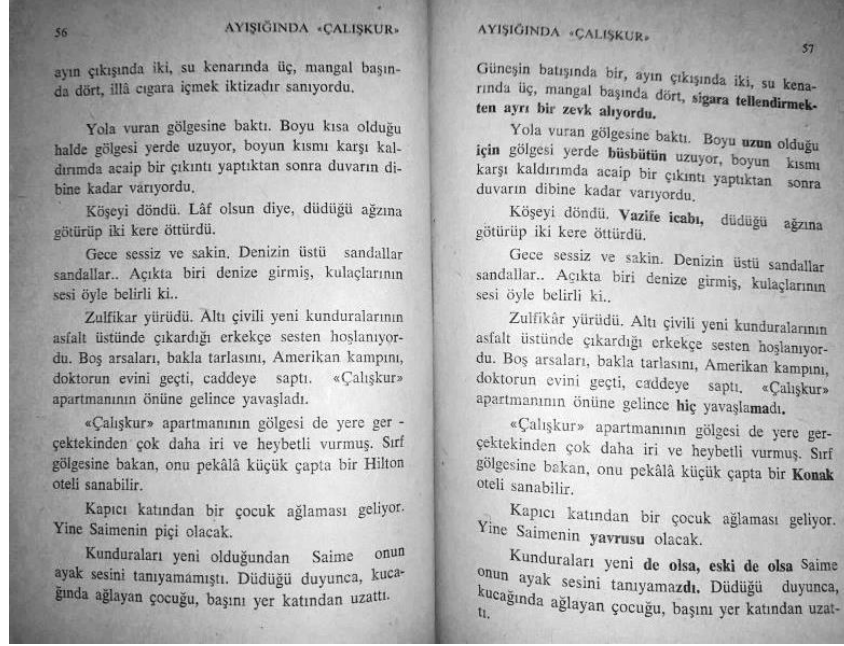 56
AYIŞIĞINDA «ÇALIŞKUR»
ayın çıkışında iki, su kenarında üç, mangal başın-
da dört, illâ cıgara içmek iktizadır sanıyordu.
Yola vuran gölgesine baktı. Boyu kısa olduğu
halde gölgesi yerde uzuyor, boyun kısmı karşı kal-
dırımda acaip bir çıkıntı yaptıktan sonra duvarın di-
bine kadar varıyordu.
Köşeyi döndü. Lâf olsun diye, düdüğü ağzına
götürüp iki kere öttürdü.
Gece sessiz ve sakin. Denizin üstü sandallar
sandallar.. Açıkta biri denize girmiş, kulaçlarının
sesi öyle belirli ki..
Zulfikar yürüdü. Altı çivili yeni kunduralarının
asfalt üstünde çıkardığı erkekçe sesten hoşlanıyor-
du. Boş arsaları, bakla tarlasını, Amerikan kampını,
doktorun evini geçti, caddeye saptı. «Çalışkur»
apartmanının önüne gelince yavaşladı.
«Çalışkur» apartmanının gölgesi de yere ger -
çektekinden çok daha iri ve heybetli vurmuş. Sırf
gölgesine bakan, onu pekâlâ küçük çapta bir Hilton
oteli sanabilir.
Kapıcı katından bir çocuk ağlaması geliyor.
Yine Saimenin piçi olacak.
Kunduraları yeni olduğundan Saime onun
ayak sesini tanıyamamıştı. Düdüğü duyunca, kuca-
ğında ağlayan çocuğu, başını yer katından uzattı.
AYIŞIĞINDA «ÇALIŞKUR»
57
Güneşin batışında bir, ayın çıkışında iki, su kena-
rında üç, mangal başında dört, sigara tellendirmek-
ten ayrı bir zevk alıyordu.
Yola vuran gölgesine baktı. Boyu uzun olduğu
için gölgesi yerde büsbütün uzuyor, boyun kısmı
karşı kaldırımda acaip bir çıkıntı yaptıktan sonra
duvarın dibine kadar varıyordu.
Köşeyi döndü. Vazife icabı, düdüğü ağzına
götürüp iki kere öttürdü.
Gece sessiz ve sakin. Denizin üstü sandallar
sandallar.. Açıkta biri denize girmiş, kulaçlarının
sesi öyle belirli ki..
Zulfikâr yürüdü. Altı çivili yeni kunduralarının
asfalt üstünde çıkardığı erkekçe sesten hoşlanıyor-
du. Boş arsaları, bakla tarlasını, Amerikan kampını,
doktorun evini geçti, caddeye saptı. «Çalışkur»
apartmanının önüne gelince hiç yavaşlamadı.
«Çalışkur» apartmanının gölgesi de yere ger-
çektekinden çok daha iri ve heybetli vurmuş. Sırf
gölgesine bakan, onu pekâlâ küçük çapta bir Konak
oteli sanabilir.
Kapıcı katından bir çocuk ağlaması geliyor.
Yine Saimenin yavrusu olacak.
Kunduraları yeni de olsa, eski de olsa Saime
onun ayak sesini tanıyamazdı. Düdüğü duyunca,
kucağında ağlayan çocuğu, başını yer katından uzat-
tı.